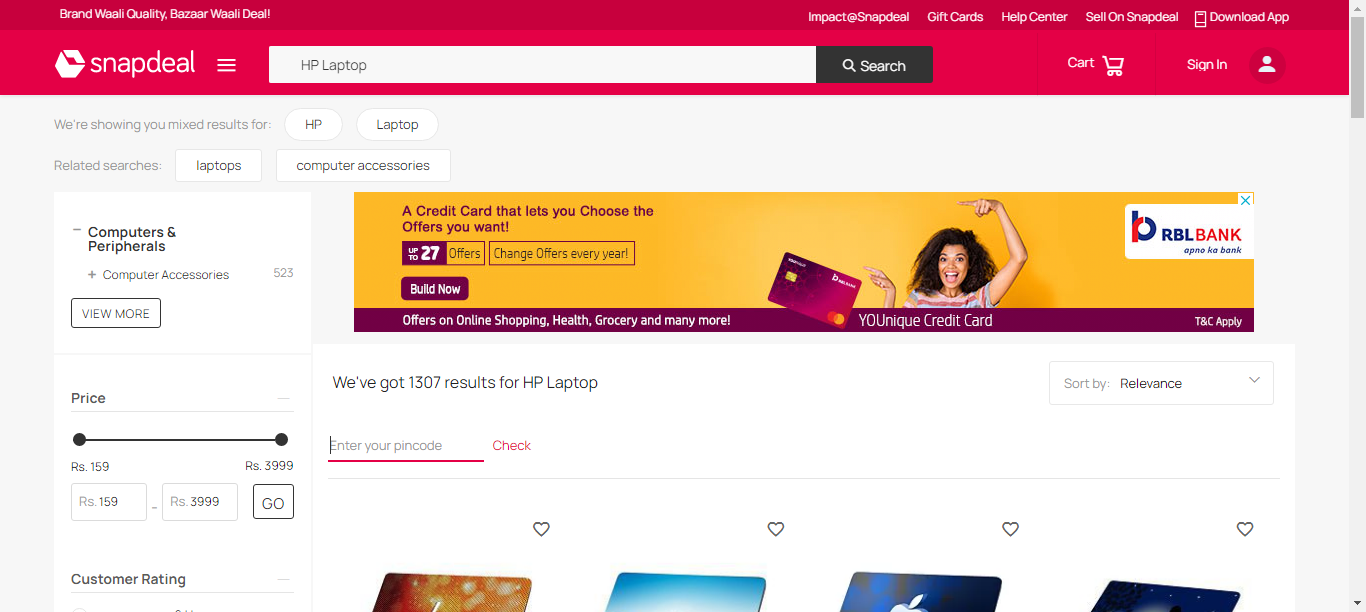 Brand Waali Quality, Bazaar Waali Deal!
Impact@Snapdeal Gift Cards Help Center Sell On Snapdeal Download App
snapdeal HP Laptop Search Cart Sign In
We're showing you mixed results for: HP Laptop
Related searches: laptops computer accessories
Computers &
Peripherals
Computer Accessories 523
VIEW MORE
A Credit Card that lets you Choose the
Offers you want!
UP TO 27 Offers Change Offers every year!
Build Now
Offers on Online Shopping, Health, Grocery and many more!
YOUnique Credit Card
T&C Apply
RBLBANK
apno ka bank
Price
Rs. 159 Rs. 3999
Rs. 159 - Rs. 3999 GO
Customer Rating
We've got 1307 results for HP Laptop
Sort by: Relevance
Enter your pincode Check